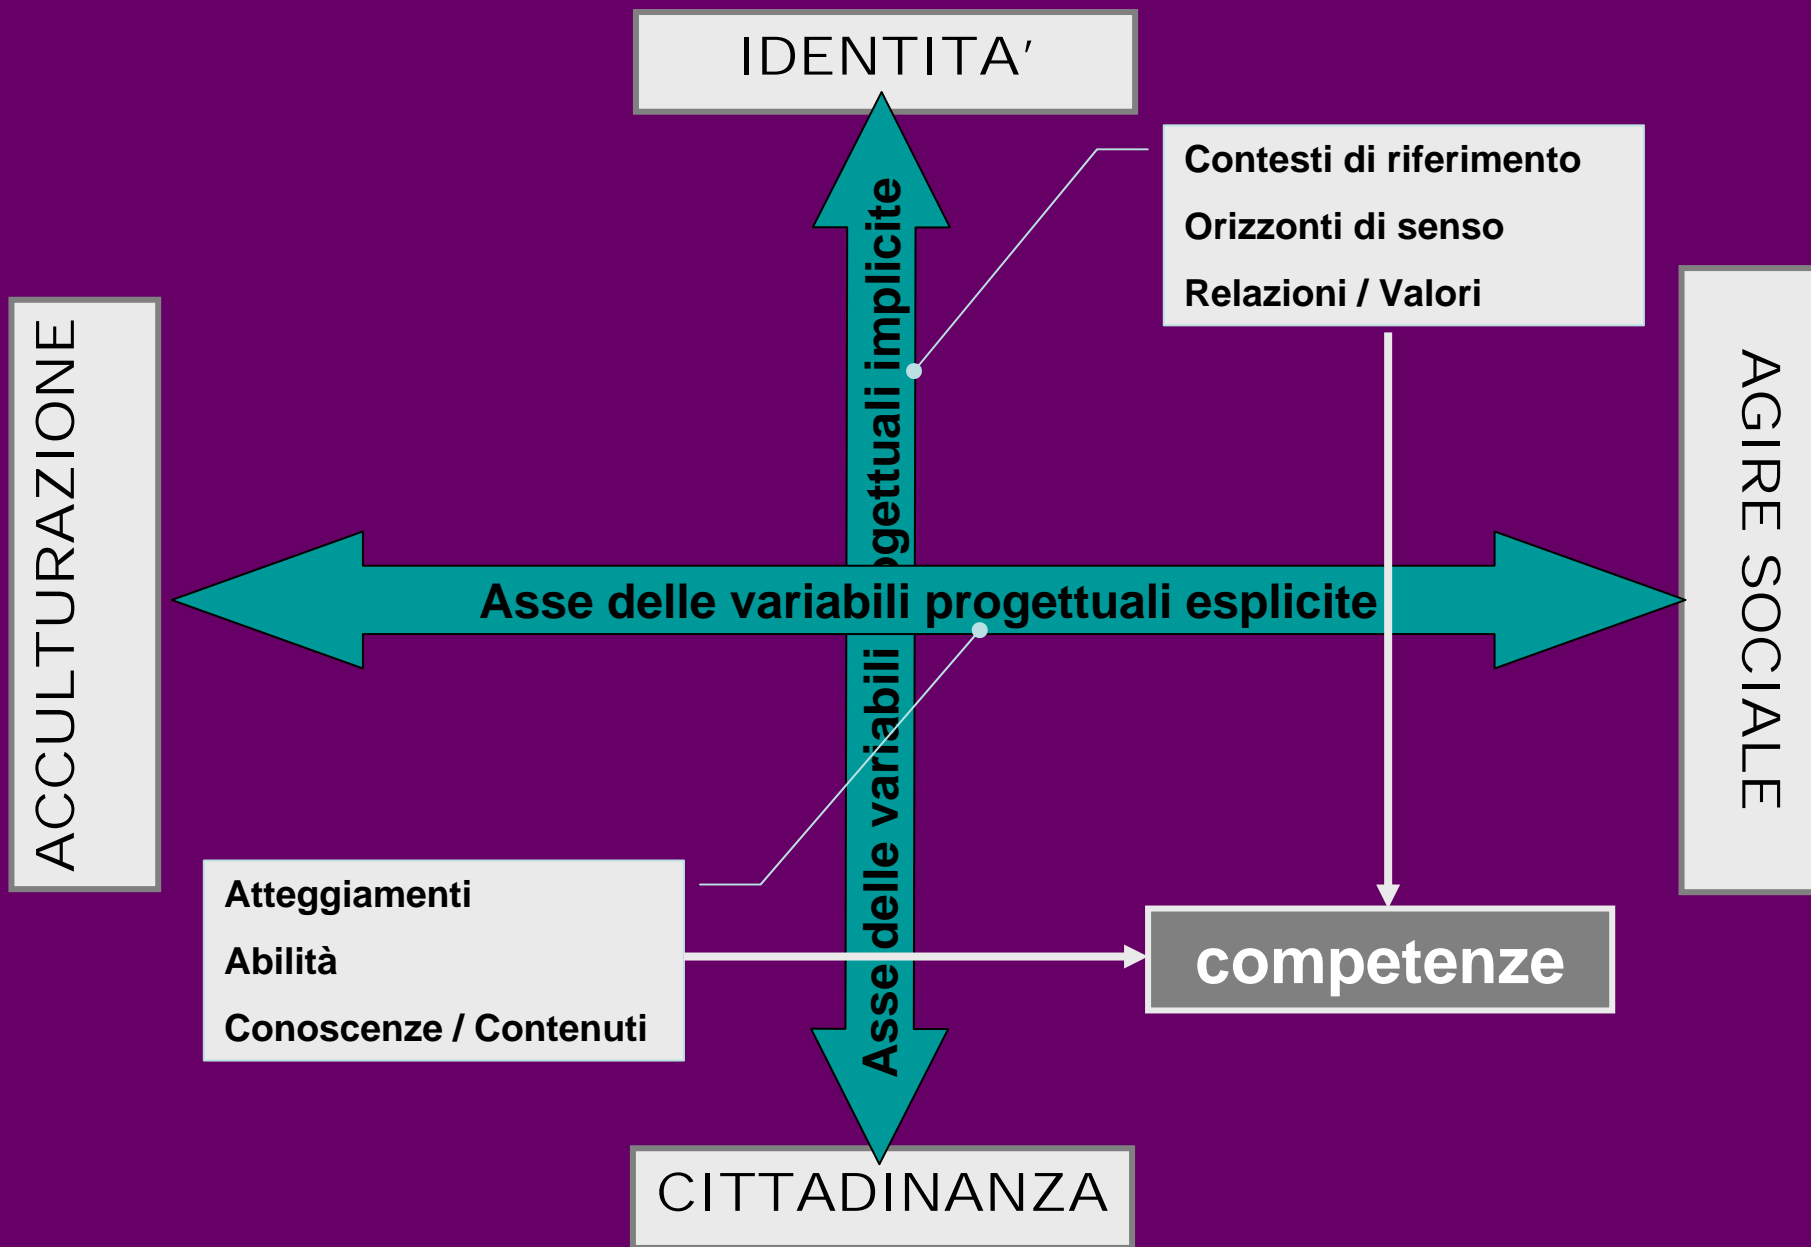 IDENTITA’
Contesti di riferimento
Orizzonti di senso
Relazioni / Valori
ACCULTURAZIONE
AGIRE SOCIALE
Asse delle variabili progettuali implicite
Asse delle variabili progettuali esplicite
Atteggiamenti
Abilità
Conoscenze / Contenuti
competenze
CITTADINANZA